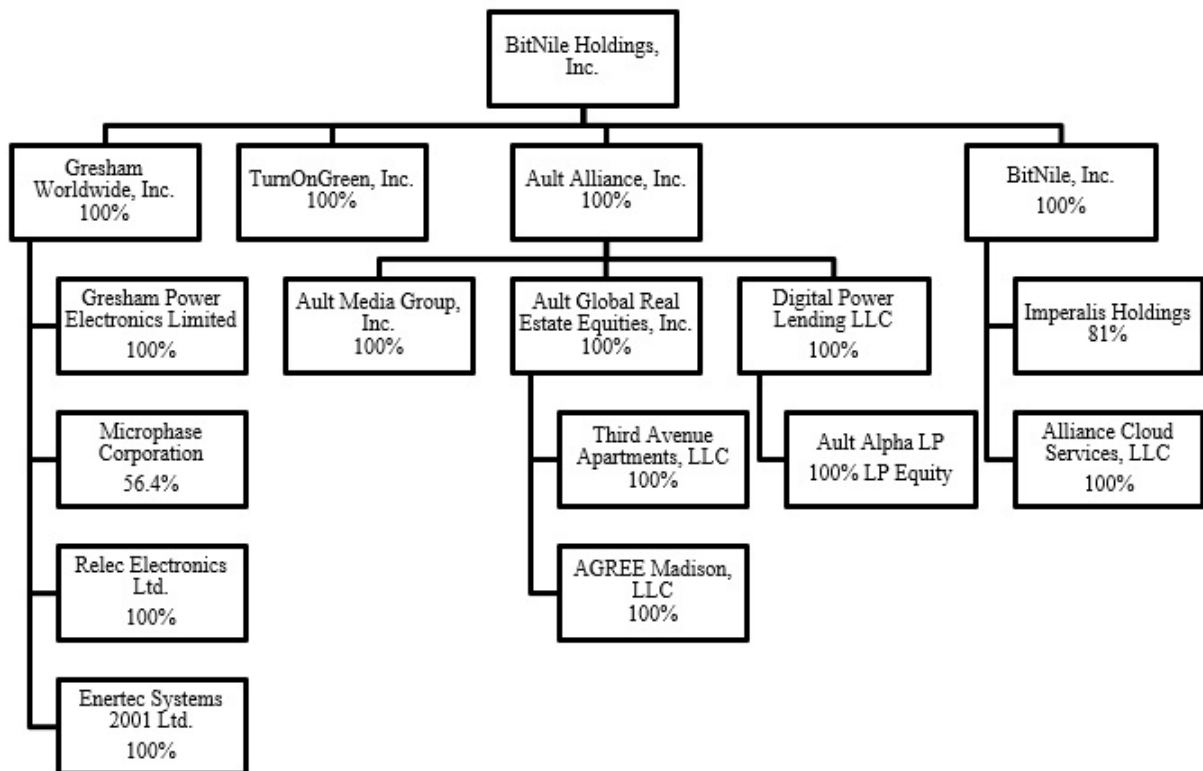 BitNile Holdings,
Inc.
Gresham
Worldwide, Inc.
100%
TurnOnGreen, Inc.
100%
Ault Alliance, Inc.
100%
BitNile, Inc.
100%
Gresham Power
Electronics Limited
100%
Ault Media Group,
Inc.
100%
Ault Global Real
Estate Equities, Inc.
100%
Digital Power
Lending LLC
100%
Imperalis Holdings
81%
Microphase
Corporation
56.4%
Third Avenue
Apartments, LLC
100%
Ault Alpha LP
100% LP Equity
Alliance Cloud
Services, LLC
100%
Relec Electronics
Ltd.
100%
AGREE Madison,
LLC
100%
Enertec Systems
2001 Ltd.
100%